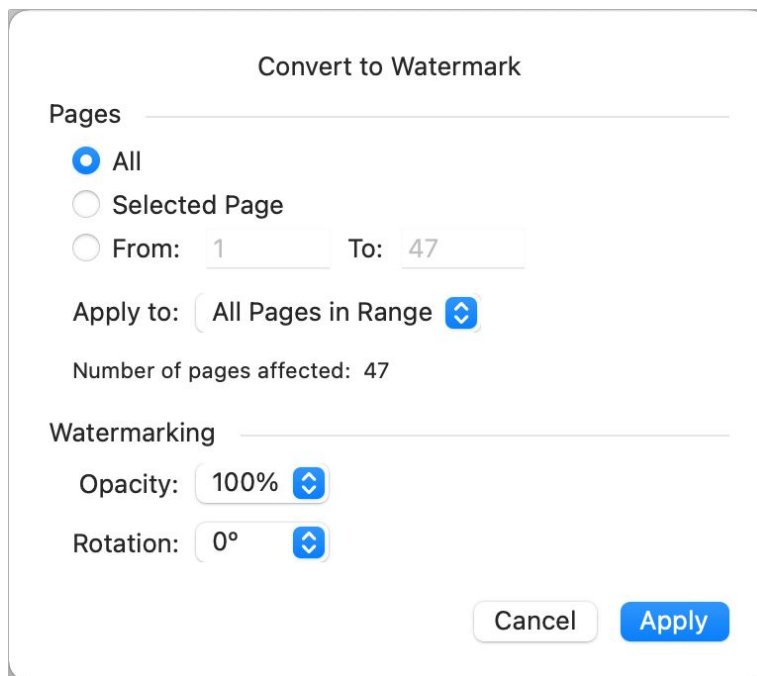 Convert to Watermark
Pages
All
Selected Page
From: 1 To: 47
Apply to: All Pages in Range
Number of pages affected: 47
Watermarking
Opacity: 100%
Rotation: 0°
Cancel Apply